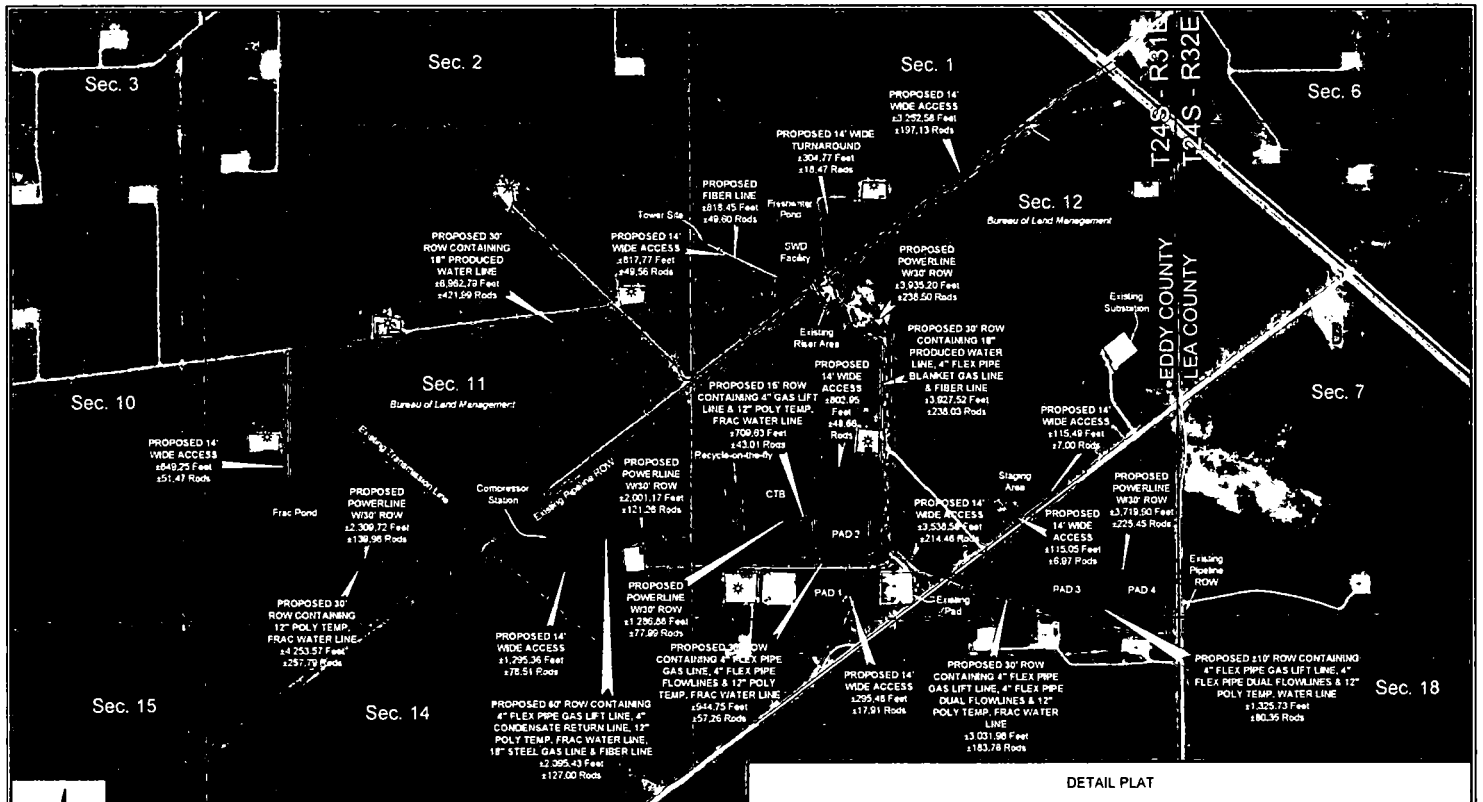 Sec. 3
Sec. 2
Sec. 1
Sec. 6
T24S - R31E
T24S - R32E
PROPOSED 14'
WIDE ACCESS
±3,252.58 Feet
±197.13 Rods
PROPOSED 14' WIDE
TURNAROUND
±304.77 Feet
±18.47 Rods
PROPOSED
FIBER LINE
±818.45 Feet
±49.60 Rods
Freshwater
Pond
Sec. 12
Bureau of Land Management
Tower Site
SWD
Facility
PROPOSED 30'
ROW CONTAINING
18" PRODUCED
WATER LINE
±6,962.79 Feet
±421.99 Rods
PROPOSED 14'
WIDE ACCESS
±817.77 Feet
±49.56 Rods
PROPOSED
POWERLINE
W/30' ROW
±3,935.20 Feet
±238.50 Rods
EDDY COUNTY
LEA COUNTY
Existing
Substation
Existing
Riser Area
PROPOSED 30' ROW
CONTAINING 18"
PRODUCED WATER
LINE, 4" FLEX PIPE
BLANKET GAS LINE
& FIBER LINE
±3,927.52 Feet
±238.03 Rods
Sec. 10
Sec. 11
Bureau of Land Management
Sec. 7
PROPOSED 15' ROW
CONTAINING 4" GAS LIFT
LINE & 12" POLY TEMP.
FRAC WATER LINE
±709.63 Feet
±43.01 Rods
PROPOSED
14' WIDE
ACCESS
±802.95
Feet
±48.66
Rods
PROPOSED 14'
WIDE ACCESS
±115.49 Feet
±7.00 Rods
PROPOSED 14'
WIDE ACCESS
±849.25 Feet
±51.47 Rods
Existing Transmission Line
Recycle-on-the-fly
PROPOSED
POWERLINE
W/30' ROW
±2,001.17 Feet
±121.28 Rods
Compressor
Station
Existing Pipeline ROW
CTB
Staging
Area
PROPOSED
POWERLINE
W/30' ROW
±3,719.90 Feet
±225.45 Rods
Frac Pond
PROPOSED
POWERLINE
W/30' ROW
±2,309.72 Feet
±139.98 Rods
PAD 2
PROPOSED 14'
WIDE ACCESS
±3,538.58 Feet
±214.46 Rods
PROPOSED
14' WIDE
ACCESS
±115.05 Feet
±6.97 Rods
Existing
Pipeline
ROW
PROPOSED
POWERLINE
W/30' ROW
±1,286.88 Feet
±77.99 Rods
PAD 1
Existing
Pad
PAD 3
PAD 4
PROPOSED 30'
ROW CONTAINING
12" POLY TEMP.
FRAC WATER LINE
±4,253.57 Feet
±257.79 Rods
PROPOSED 14'
WIDE ACCESS
±1,295.36 Feet
±78.51 Rods
PROPOSED 30' ROW
CONTAINING 4" FLEX PIPE
GAS LINE, 4" FLEX PIPE
FLOWLINES & 12" POLY
TEMP. FRAC WATER LINE
±944.75 Feet
±57.26 Rods
PROPOSED 14'
WIDE ACCESS
±295.48 Feet
±17.91 Rods
PROPOSED 30' ROW
CONTAINING 4" FLEX PIPE
GAS LIFT LINE, 4" FLEX PIPE
DUAL FLOWLINES & 12"
POLY TEMP. FRAC WATER
LINE
±3,031.98 Feet
±183.76 Rods
PROPOSED ±10' ROW CONTAINING
4" FLEX PIPE GAS LIFT LINE, 4"
FLEX PIPE DUAL FLOWLINES & 12"
POLY TEMP. WATER LINE
±1,325.73 Feet
±80.35 Rods
Sec. 15
Sec. 14
PROPOSED 60' ROW CONTAINING
4" FLEX PIPE GAS LIFT LINE, 4"
CONDENSATE RETURN LINE, 12"
POLY TEMP. FRAC WATER LINE,
18" STEEL GAS LINE & FIBER LINE
±2,095.43 Feet
±127.00 Rods
Sec. 18
DETAIL PLAT